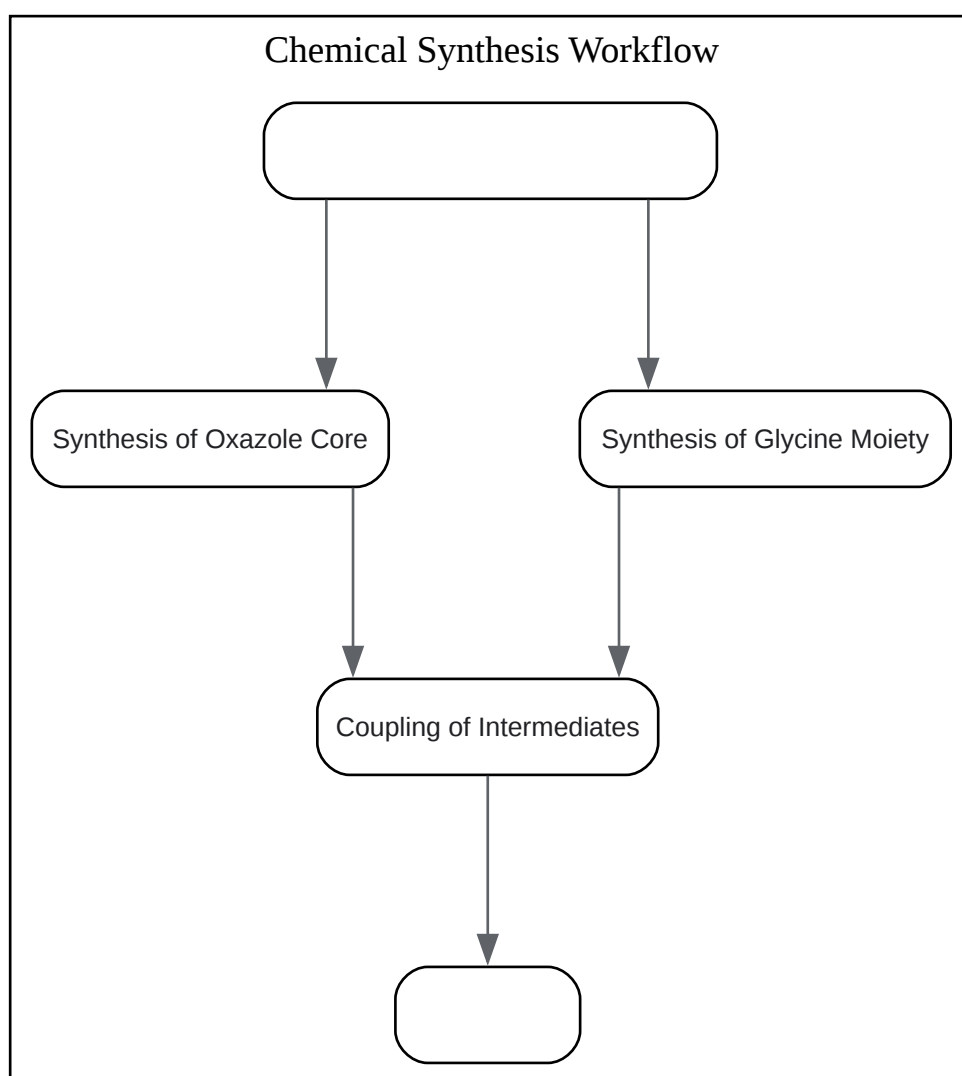 Chemical Synthesis Workflow
Synthesis of Oxazole Core
Synthesis of Glycine Moiety
Coupling of Intermediates